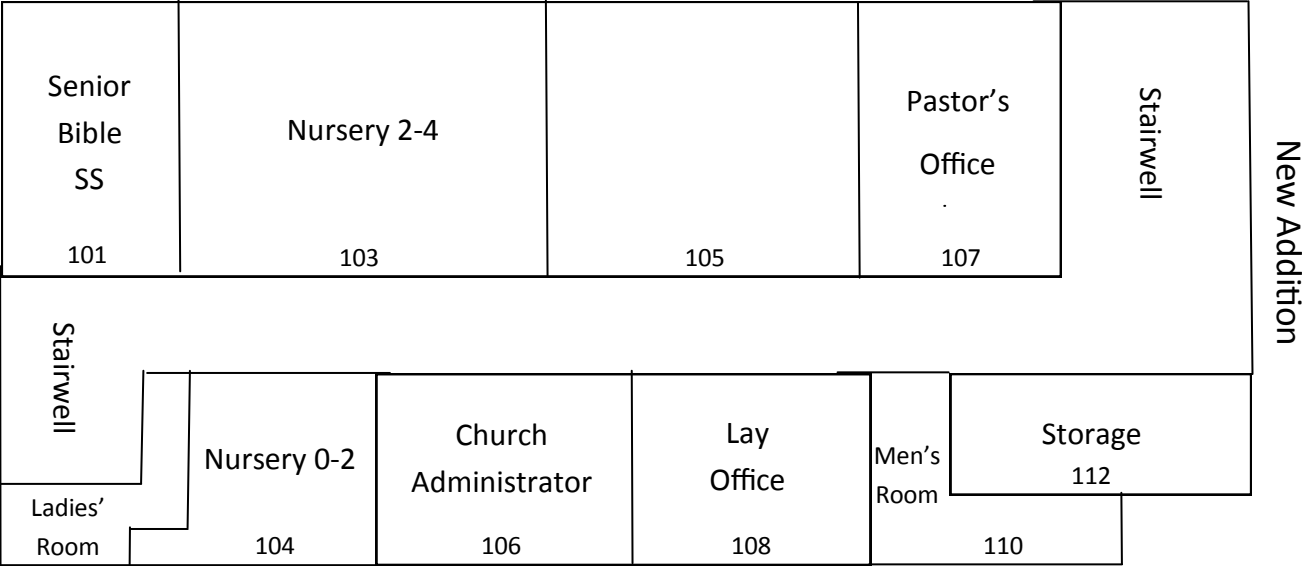 Senior
Bible
SS
101
Nursery 2-4
103
105
Pastor’s
Office
.
107
Stairwell
New Addition
Stairwell
Ladies’
Room
Nursery 0-2
104
Church
Administrator
106
Lay
Office
108
Men’s
Room
110
Storage
112